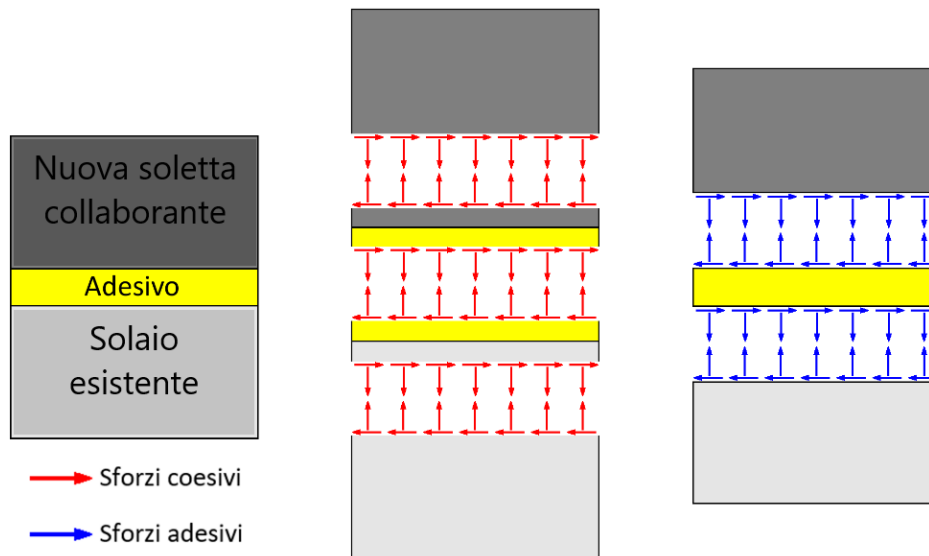 Nuova soletta
collaborante
Adesivo
Solaio
esistente
Sforzi coesivi
Sforzi adesivi